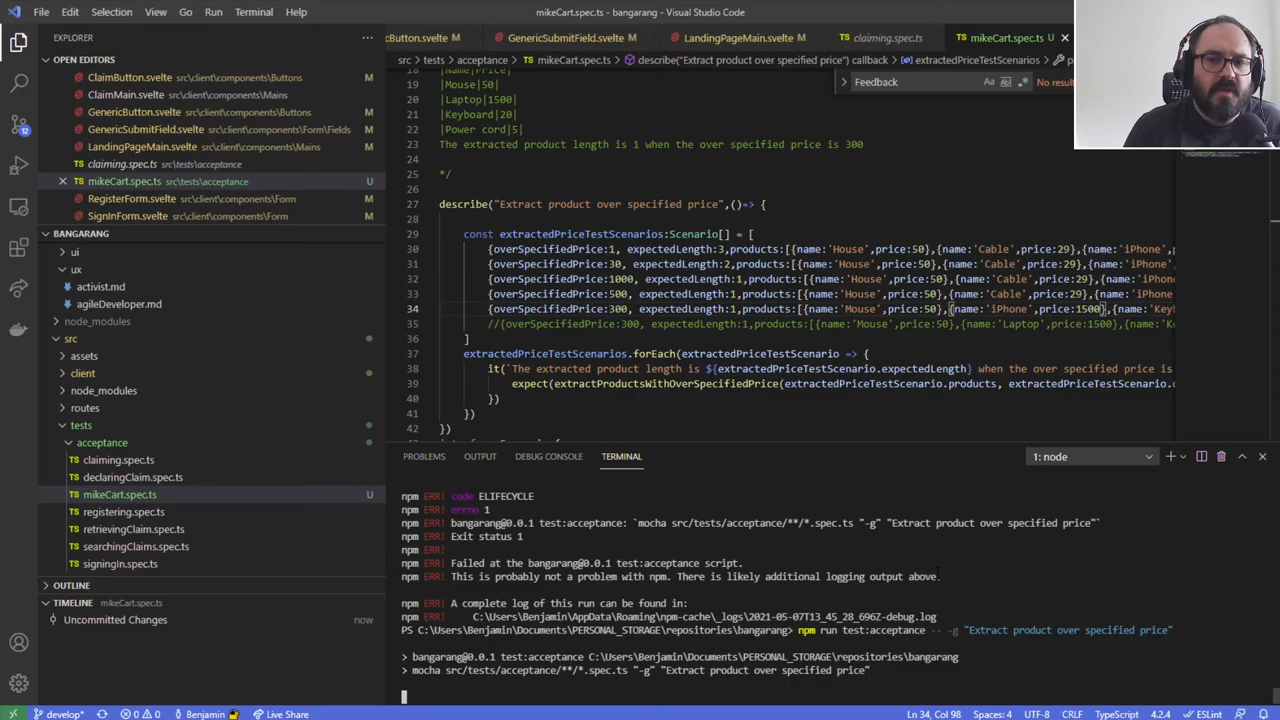 File Edit Selection View Go Run Terminal Help
mikeCart.spec.ts - bangarang - Visual Studio Code
EXPLORER
cButton.svelte M
GenericSubmitField.svelte M
LandingPageMain.svelte M
claiming.spec.ts
mikeCart.spec.ts U
OPEN EDITORS
src > tests > acceptance > mikeCart.spec.ts > describe("Extract product over specified price") callback > extractedPriceTestScenarios
ClaimButton.svelte src\client\components\Buttons M
ClaimMain.svelte src\client\components\Mains M
GenericButton.svelte src\client\components\Buttons M
GenericSubmitField.svelte src\client\components\Form\Fields M
LandingPageMain.svelte src\client\components\Mains M
claiming.spec.ts src\tests\acceptance
mikeCart.spec.ts src\tests\acceptance U
RegisterForm.svelte src\client\components\Form M
SignInForm.svelte src\client\components\Form M
BANGARANG
ui
ux
activist.md
agileDeveloper.md
node_modules
src
assets
client
node_modules
routes
tests
acceptance
claiming.spec.ts
declaringClaim.spec.ts
mikeCart.spec.ts U
registering.spec.ts
retrievingClaim.spec.ts
searchingClaims.spec.ts
signingIn.spec.ts
OUTLINE
TIMELINE mikeCart.spec.ts
Uncommitted Changes now
Feedback
Aa
No resu
18 |Name|Price|
19 |Mouse|50|
20 |Laptop|1500|
21 |Keyboard|20|
22 |Power cord|5|
23 The extracted product length is 1 when the over specified price is 300
24
25 */
26
27 describe("Extract product over specified price",()=> {
28
29 const extractedPriceTestScenarios:Scenario[] = [
30 {overSpecifiedPrice:1, expectedLength:3,products:[{name:'House',price:50},{name:'Cable',price:29},{name:'iPhone',p
31 {overSpecifiedPrice:30, expectedLength:2,products:[{name:'House',price:50},{name:'Cable',price:29},{name:'iPhone'
32 {overSpecifiedPrice:1000, expectedLength:1,products:[{name:'House',price:50},{name:'Cable',price:29},{name:'iPhone
33 {overSpecifiedPrice:500, expectedLength:1,products:[{name:'House',price:50},{name:'Cable',price:29},{name:'iPhone
34 {overSpecifiedPrice:300, expectedLength:1,products:[{name:'Mouse',price:50},{name:'iPhone',price:1500},{name:'Key
35 //{overSpecifiedPrice:300, expectedLength:1,products:[{name:'Mouse',price:50},{name:'Laptop',price:1500},{name:'K
36 ]
37 extractedPriceTestScenarios.forEach(extractedPriceTestScenario => {
38 it(`The extracted product length is ${extractedPriceTestScenario.expectedLength} when the over specified price is
39 expect(extractProductsWithOverSpecifiedPrice(extractedPriceTestScenario.products, extractedPriceTestScenario.
40 })
41 })
42 })
PROBLEMS OUTPUT DEBUG CONSOLE TERMINAL
1: node
npm ERR! code ELIFECYCLE
npm ERR! errno 1
npm ERR! bangarang@0.0.1 test:acceptance: `mocha src/tests/acceptance/**/*.spec.ts "-g" "Extract product over specified price"`
npm ERR! Exit status 1
npm ERR!
npm ERR! Failed at the bangarang@0.0.1 test:acceptance script.
npm ERR! This is probably not a problem with npm. There is likely additional logging output above.
npm ERR! A complete log of this run can be found in:
npm ERR! C:\Users\Benjamin\AppData\Roaming\npm-cache\_logs\2021-05-07T13_45_28_696Z-debug.log
PS C:\Users\Benjamin\Documents\PERSONAL_STORAGE\repositories\bangarang> npm run test:acceptance -- -g "Extract product over specified price"
> bangarang@0.0.1 test:acceptance C:\Users\Benjamin\Documents\PERSONAL_STORAGE\repositories\bangarang
> mocha src/tests/acceptance/**/*.spec.ts "-g" "Extract product over specified price"
develop* 0 0 Benjamin Live Share
Ln 34, Col 98 Spaces: 4 UTF-8 CRLF TypeScript 4.2.4 ESLint